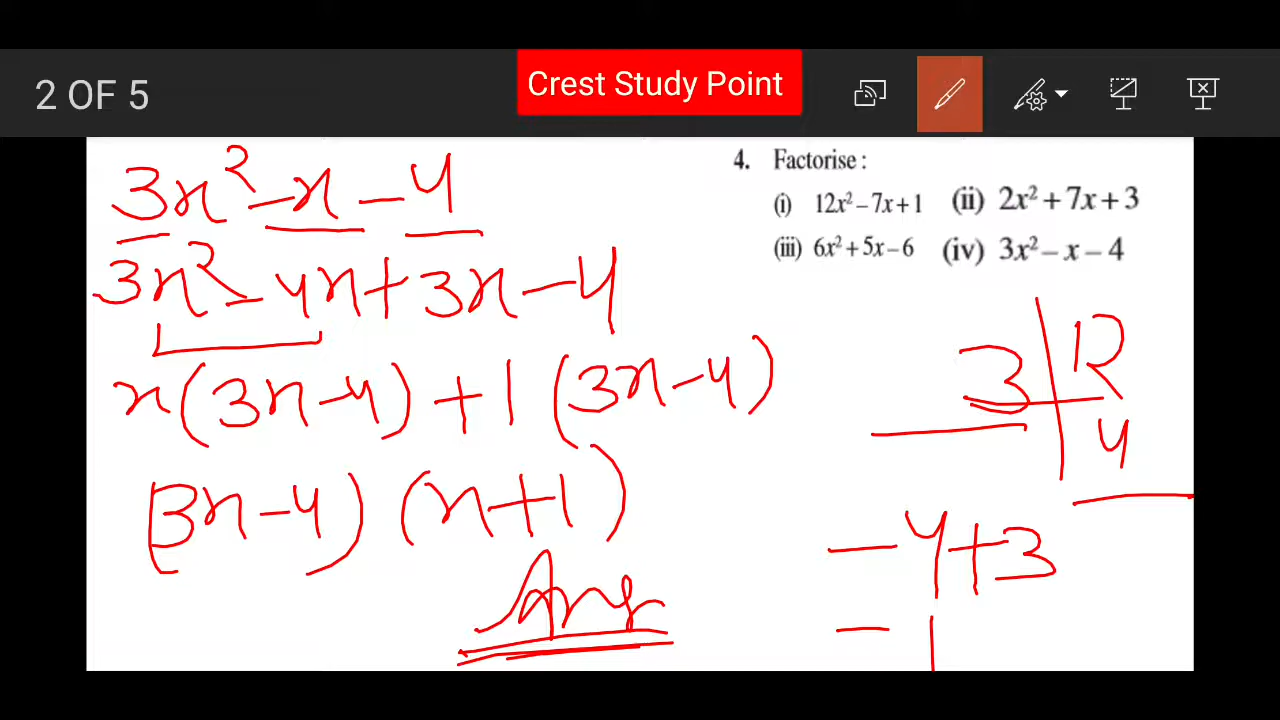 2 OF 5
Crest Study Point
4. Factorise :
(i) 12x² – 7x + 1 (ii) 2x² + 7x + 3
(iii) 6x² + 5x – 6 (iv) 3x² – x – 4
3x² – x – 4
3x² – 4x + 3x – 4
x(3x – 4) + 1(3x – 4)
(3x – 4)(x + 1)
Ans
3 | 12
4
– 4 + 3
– 1